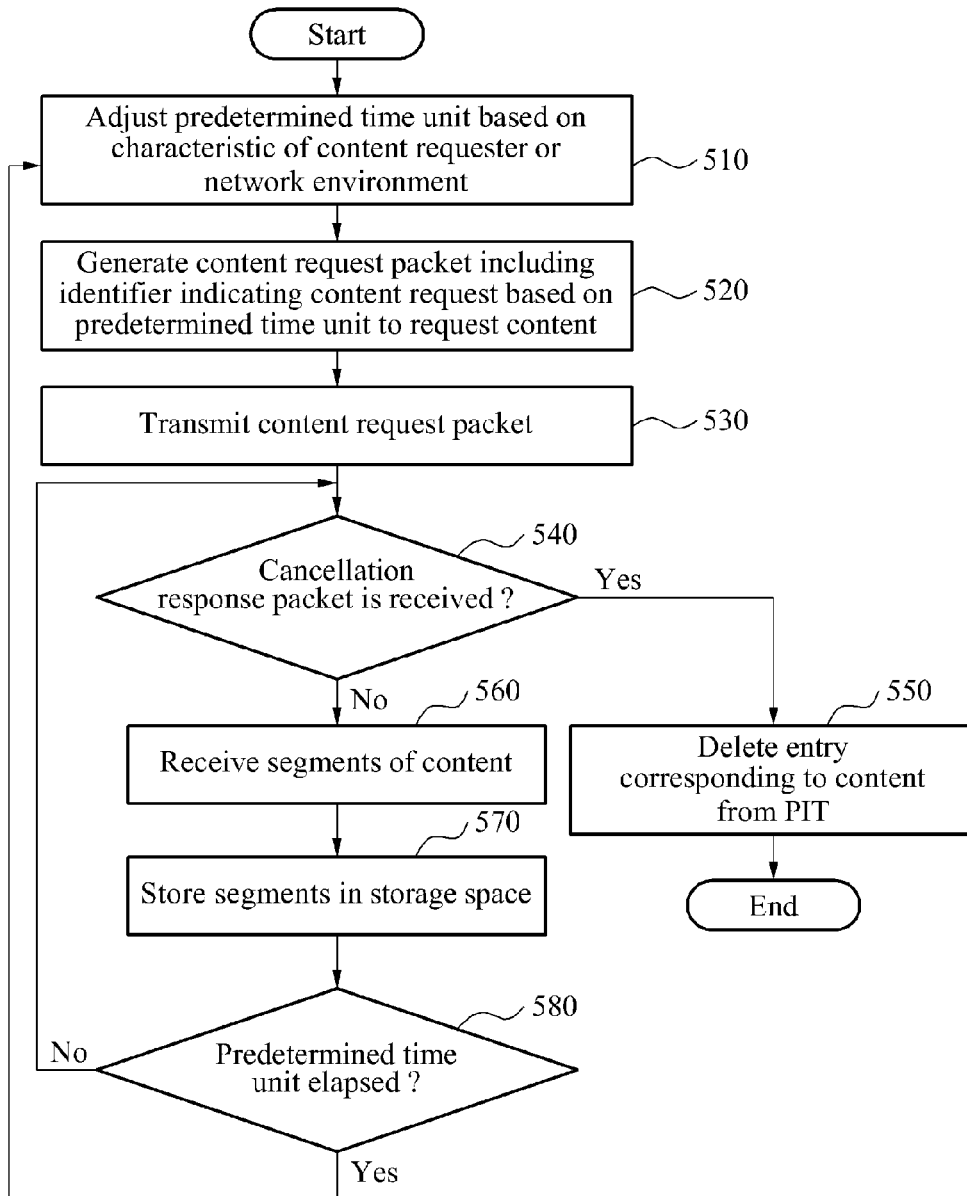 Start
Adjust predetermined time unit based on
characteristic of content requester or
network environment
510
Generate content request packet including
identifier indicating content request based on
predetermined time unit to request content
520
Transmit content request packet
530
540
Cancellation
response packet is received ?
Yes
No
560
Receive segments of content
550
Delete entry
corresponding to content
from PIT
570
Store segments in storage space
End
580
Predetermined time
unit elapsed ?
No
Yes